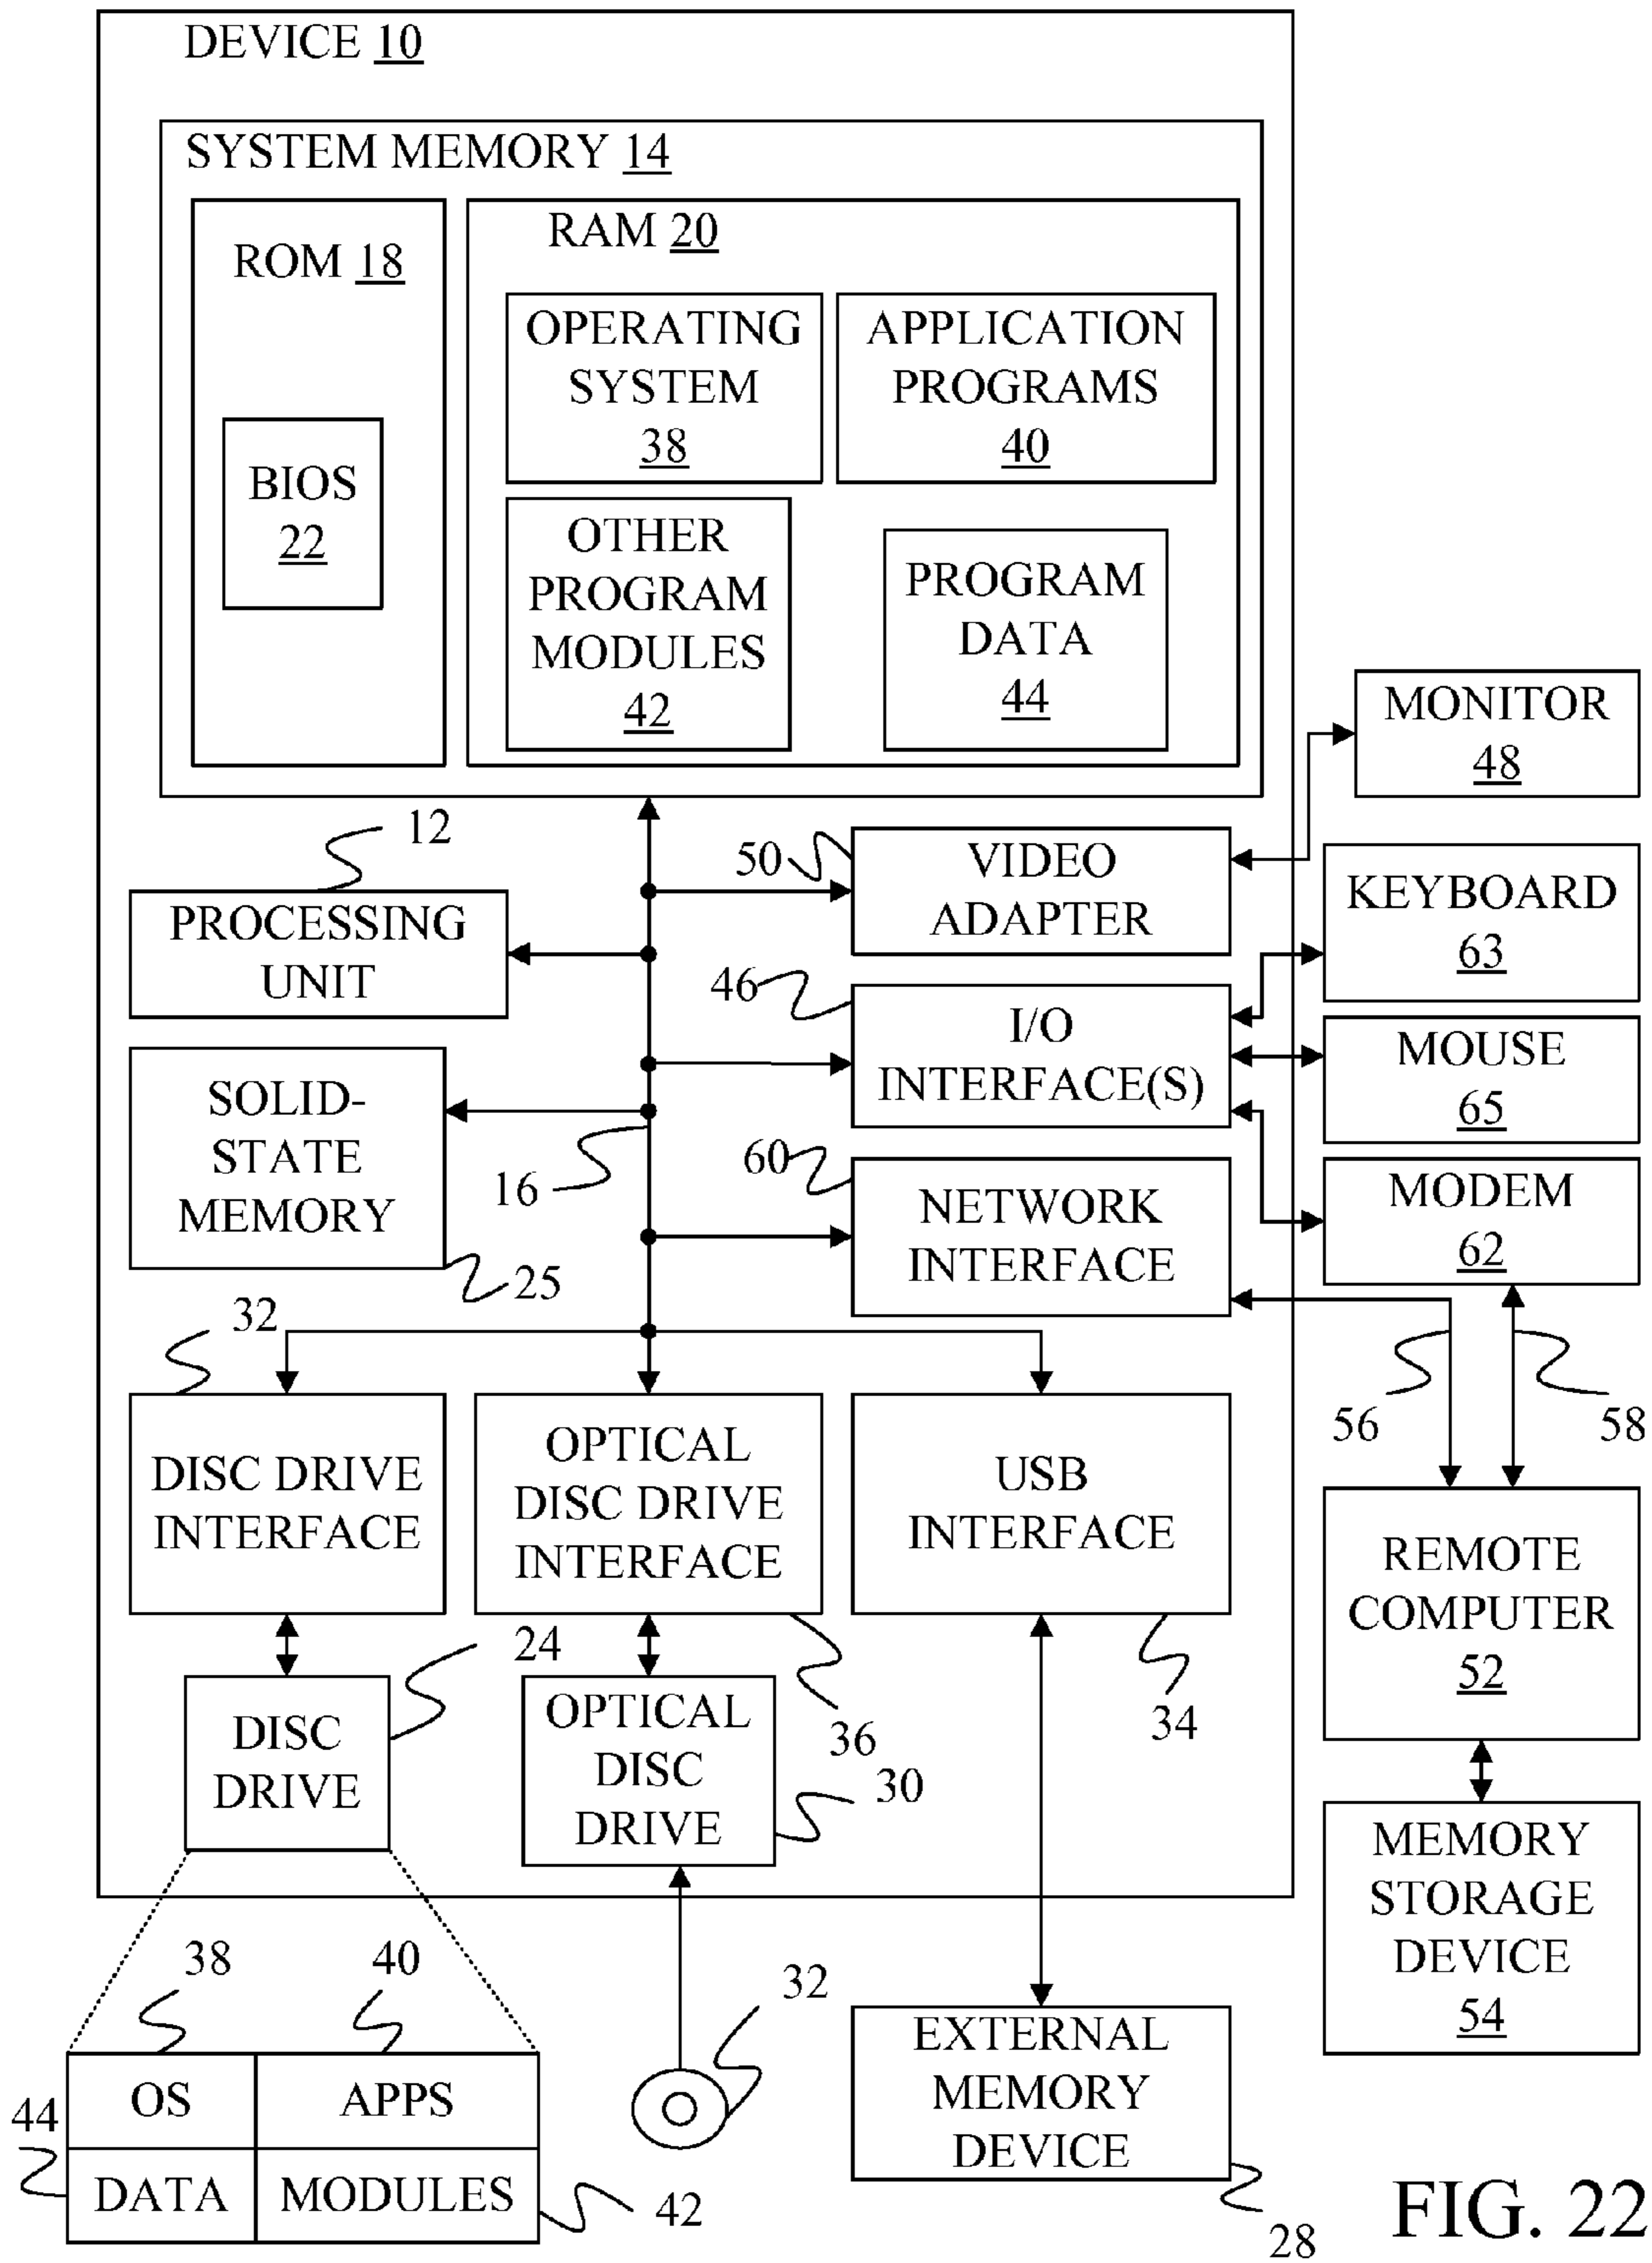 DEVICE 10
SYSTEM MEMORY 14
ROM 18
BIOS
22
RAM 20
OPERATING
SYSTEM
38
APPLICATION
PROGRAMS
40
OTHER
PROGRAM
MODULES
42
PROGRAM
DATA
44
MONITOR
48
12
PROCESSING
UNIT
50
VIDEO
ADAPTER
KEYBOARD
63
46
I/O
INTERFACE(S)
MOUSE
65
SOLID-
STATE
MEMORY
25
16
60
NETWORK
INTERFACE
MODEM
62
56
58
32
DISC DRIVE
INTERFACE
OPTICAL
DISC DRIVE
INTERFACE
36
USB
INTERFACE
34
REMOTE
COMPUTER
52
24
DISC
DRIVE
OPTICAL
DISC
DRIVE
30
MEMORY
STORAGE
DEVICE
54
38
40
OS
APPS
44
DATA
MODULES
42
32
EXTERNAL
MEMORY
DEVICE
28
FIG. 22